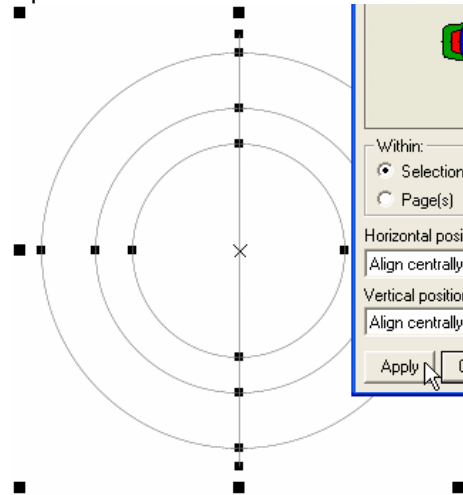 Within:
Selection
Page(s)
Horizontal posi
Align centrally
Vertical position
Align centrally
Apply